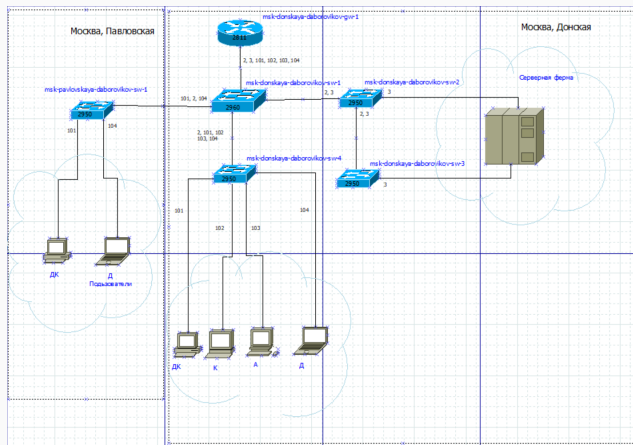 msk-donskaya-daborovikov-gw-1
Москва, Павловская
Москва, Донская
2811
2, 3, 101, 102, 103, 104
Серверная ферма
msk-pavlovskaya-daborovikov-sw-1
msk-donskaya-daborovikov-sw-1
msk-donskaya-daborovikov-sw-2
101, 2, 104
2, 3
3
2950
2960
2950
2, 3
101
104
2, 101, 102
103, 104
msk-donskaya-daborovikov-sw-4
msk-donskaya-daborovikov-sw-3
2950
2950
3
101
102
103
104
ДК
Д
Пользователи
ДК
К
А
Д